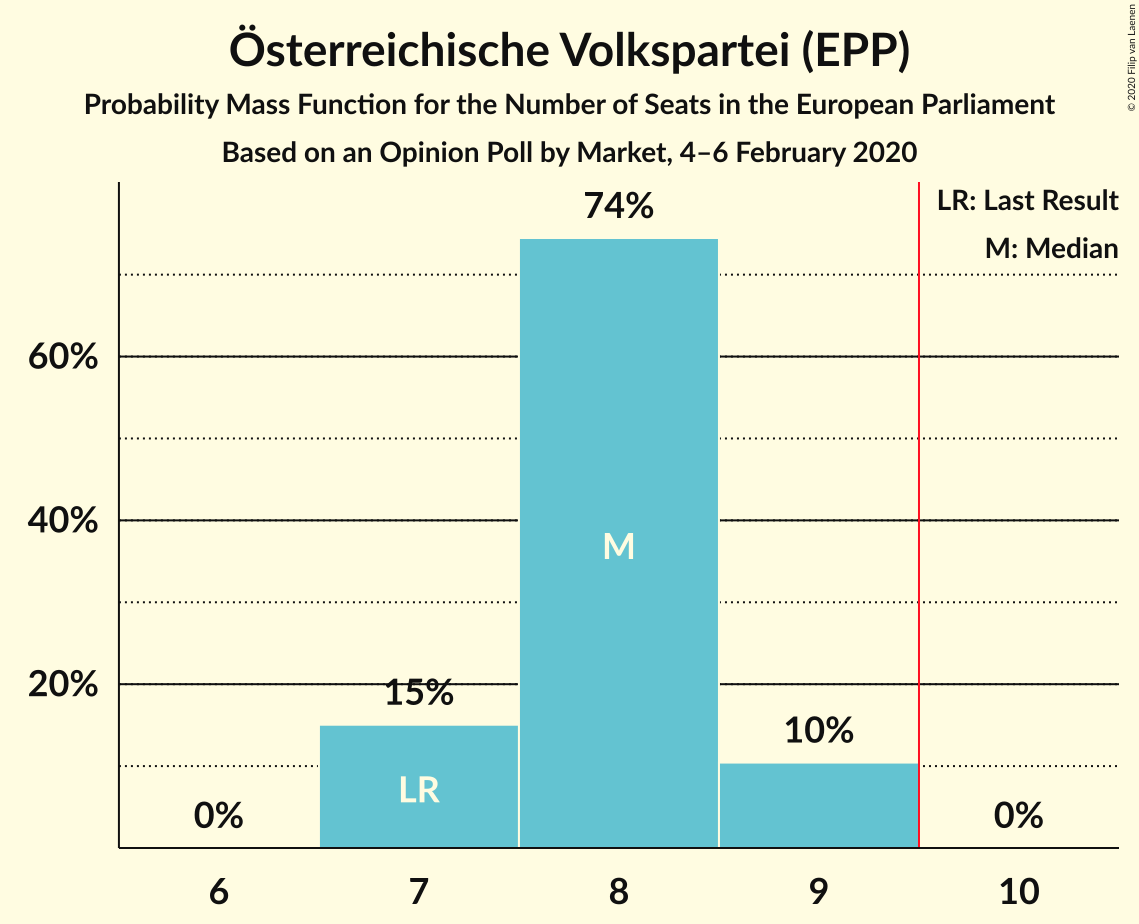 Österreichische Volkspartei (EPP)
Probability Mass Function for the Number of Seats in the European Parliament
Based on an Opinion Poll by Market, 4–6 February 2020
© 2020 Filip van Laenen
LR: Last Result
M: Median
74%
60%
40%
M
20%
15%
10%
LR
0%
0%
6
7
8
9
10